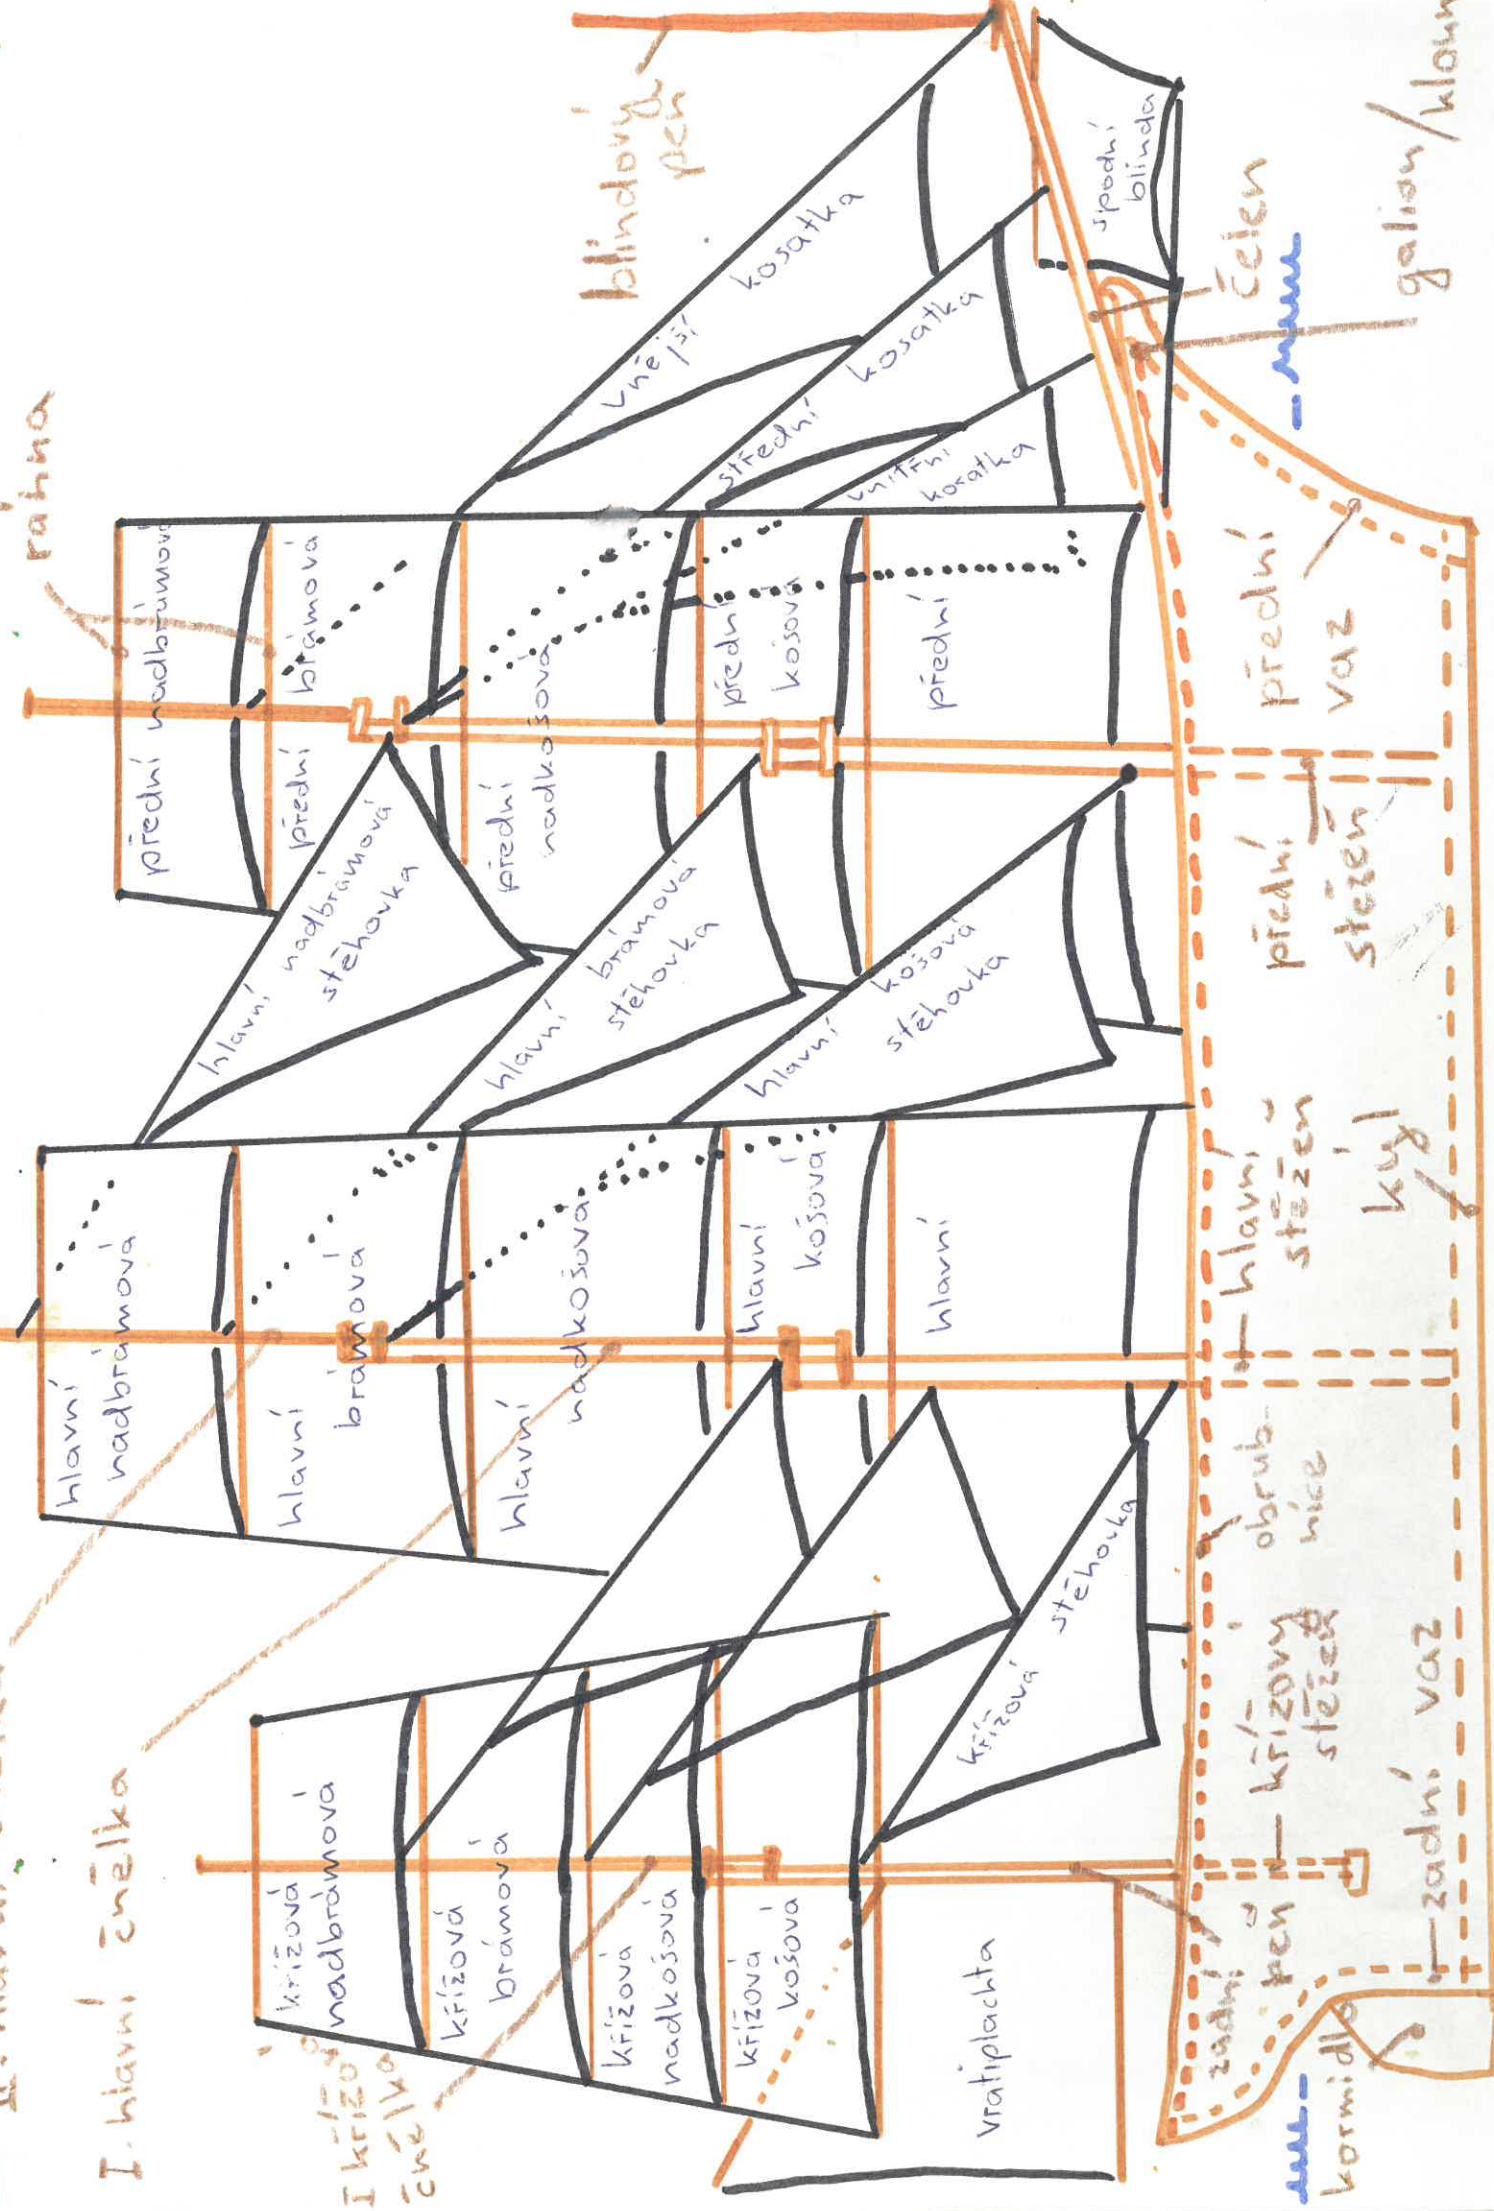 I. hlavní čnělka
I křížová
čnělka
ráhna
blindový
peň
křížová
nadbrámová
křížová
brámová
křížová
nadkošová
křížová
košová
vratiplachta
křížová
stěhovka
hlavní
nadbrámová
hlavní
brámová
hlavní
nadkošová
hlavní
košová
hlavní
hlavní nadbrámová
stěhovka
hlavní brámová
stěhovka
hlavní košová
stěhovka
přední nadbrámová
přední brámová
přední
nadkošová
přední
košová
přední
vnější kosatka
střední kosatka
vnitřní
kosatka
spodní
blinda
čelen
galion/kloun
přední
vaz
přední
stěžeň
hlavní
stěžeň
kýl
obrub-
nice
křížový
stěžeň
zadní
peň
zadní vaz
kormidlo